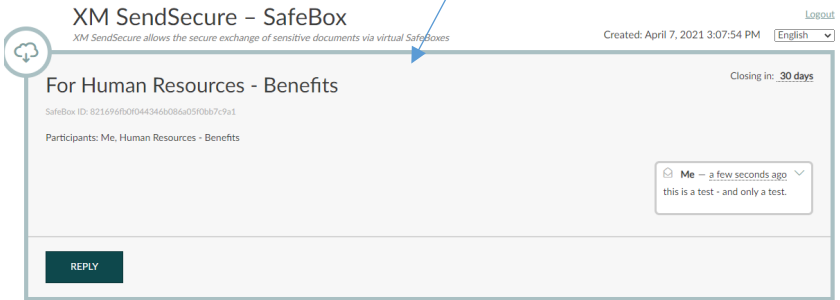 XM SendSecure – SafeBox
Logout
XM SendSecure allows the secure exchange of sensitive documents via virtual SafeBoxes
Created: April 7, 2021 3:07:54 PM
English
For Human Resources - Benefits
Closing in: 30 days
SafeBox ID: 821696fb0f044346b086a05f0bb7c9a1
Participants: Me, Human Resources - Benefits
Me — a few seconds ago
this is a test - and only a test.
REPLY